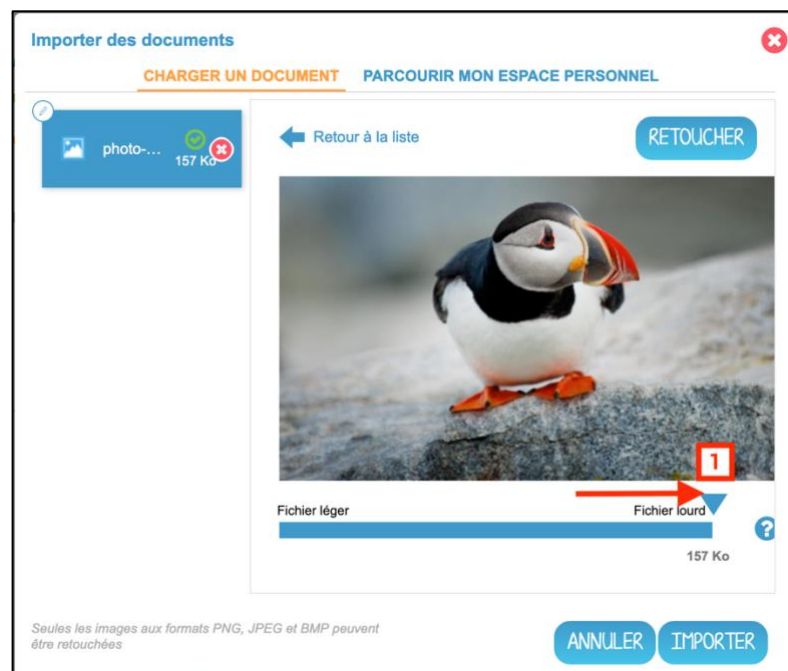 Importer des documents
CHARGER UN DOCUMENT PARCOURIR MON ESPACE PERSONNEL
photo-...
157 Ko
Retour à la liste
RETOUCHER
1
Fichier léger
Fichier lourd
?
157 Ko
Seules les images aux formats PNG, JPEG et BMP peuvent
être retouchées
ANNULER IMPORTER